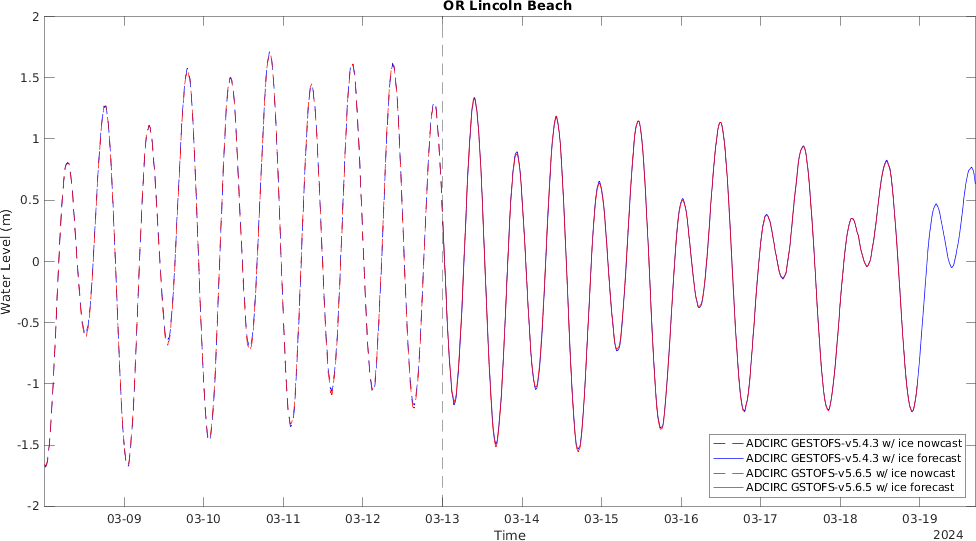 OR Lincoln Beach
2
1.5
1
0.5
0
-0.5
-1
-1.5
-2
Water Level (m)
03-09 03-10 03-11 03-12 03-13 03-14 03-15 03-16 03-17 03-18 03-19
Time
2024
ADCIRC GESTOFS-v5.4.3 w/ ice nowcast
ADCIRC GESTOFS-v5.4.3 w/ ice forecast
ADCIRC GSTOFS-v5.6.5 w/ ice nowcast
ADCIRC GSTOFS-v5.6.5 w/ ice forecast